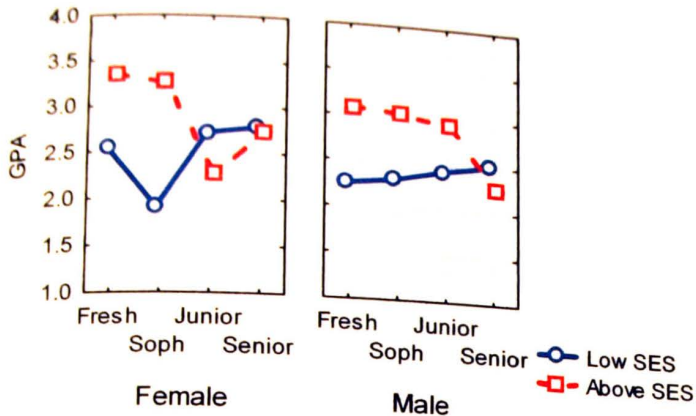 4.0
3.5
3.0
2.5
2.0
1.5
1.0
GPA
Fresh
Soph
Junior
Senior
Female
Fresh
Soph
Junior
Senior
Male
Low SES
Above SES